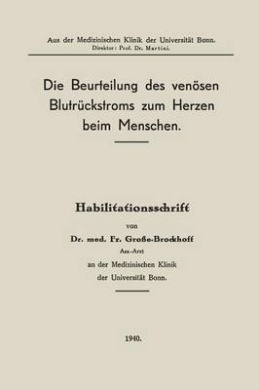 Aus der Medizinischen Klinik der Universität Bonn.
Direktor: Prof. Dr. Martini.
Die Beurteilung des venösen
Blutrückstroms zum Herzen
beim Menschen.
Habilitationsschrift
von
Dr. med. Fr. Große-Brockhoff
Ass.-Arzt
an der Medizinischen Klinik
der Universität Bonn.
1940.